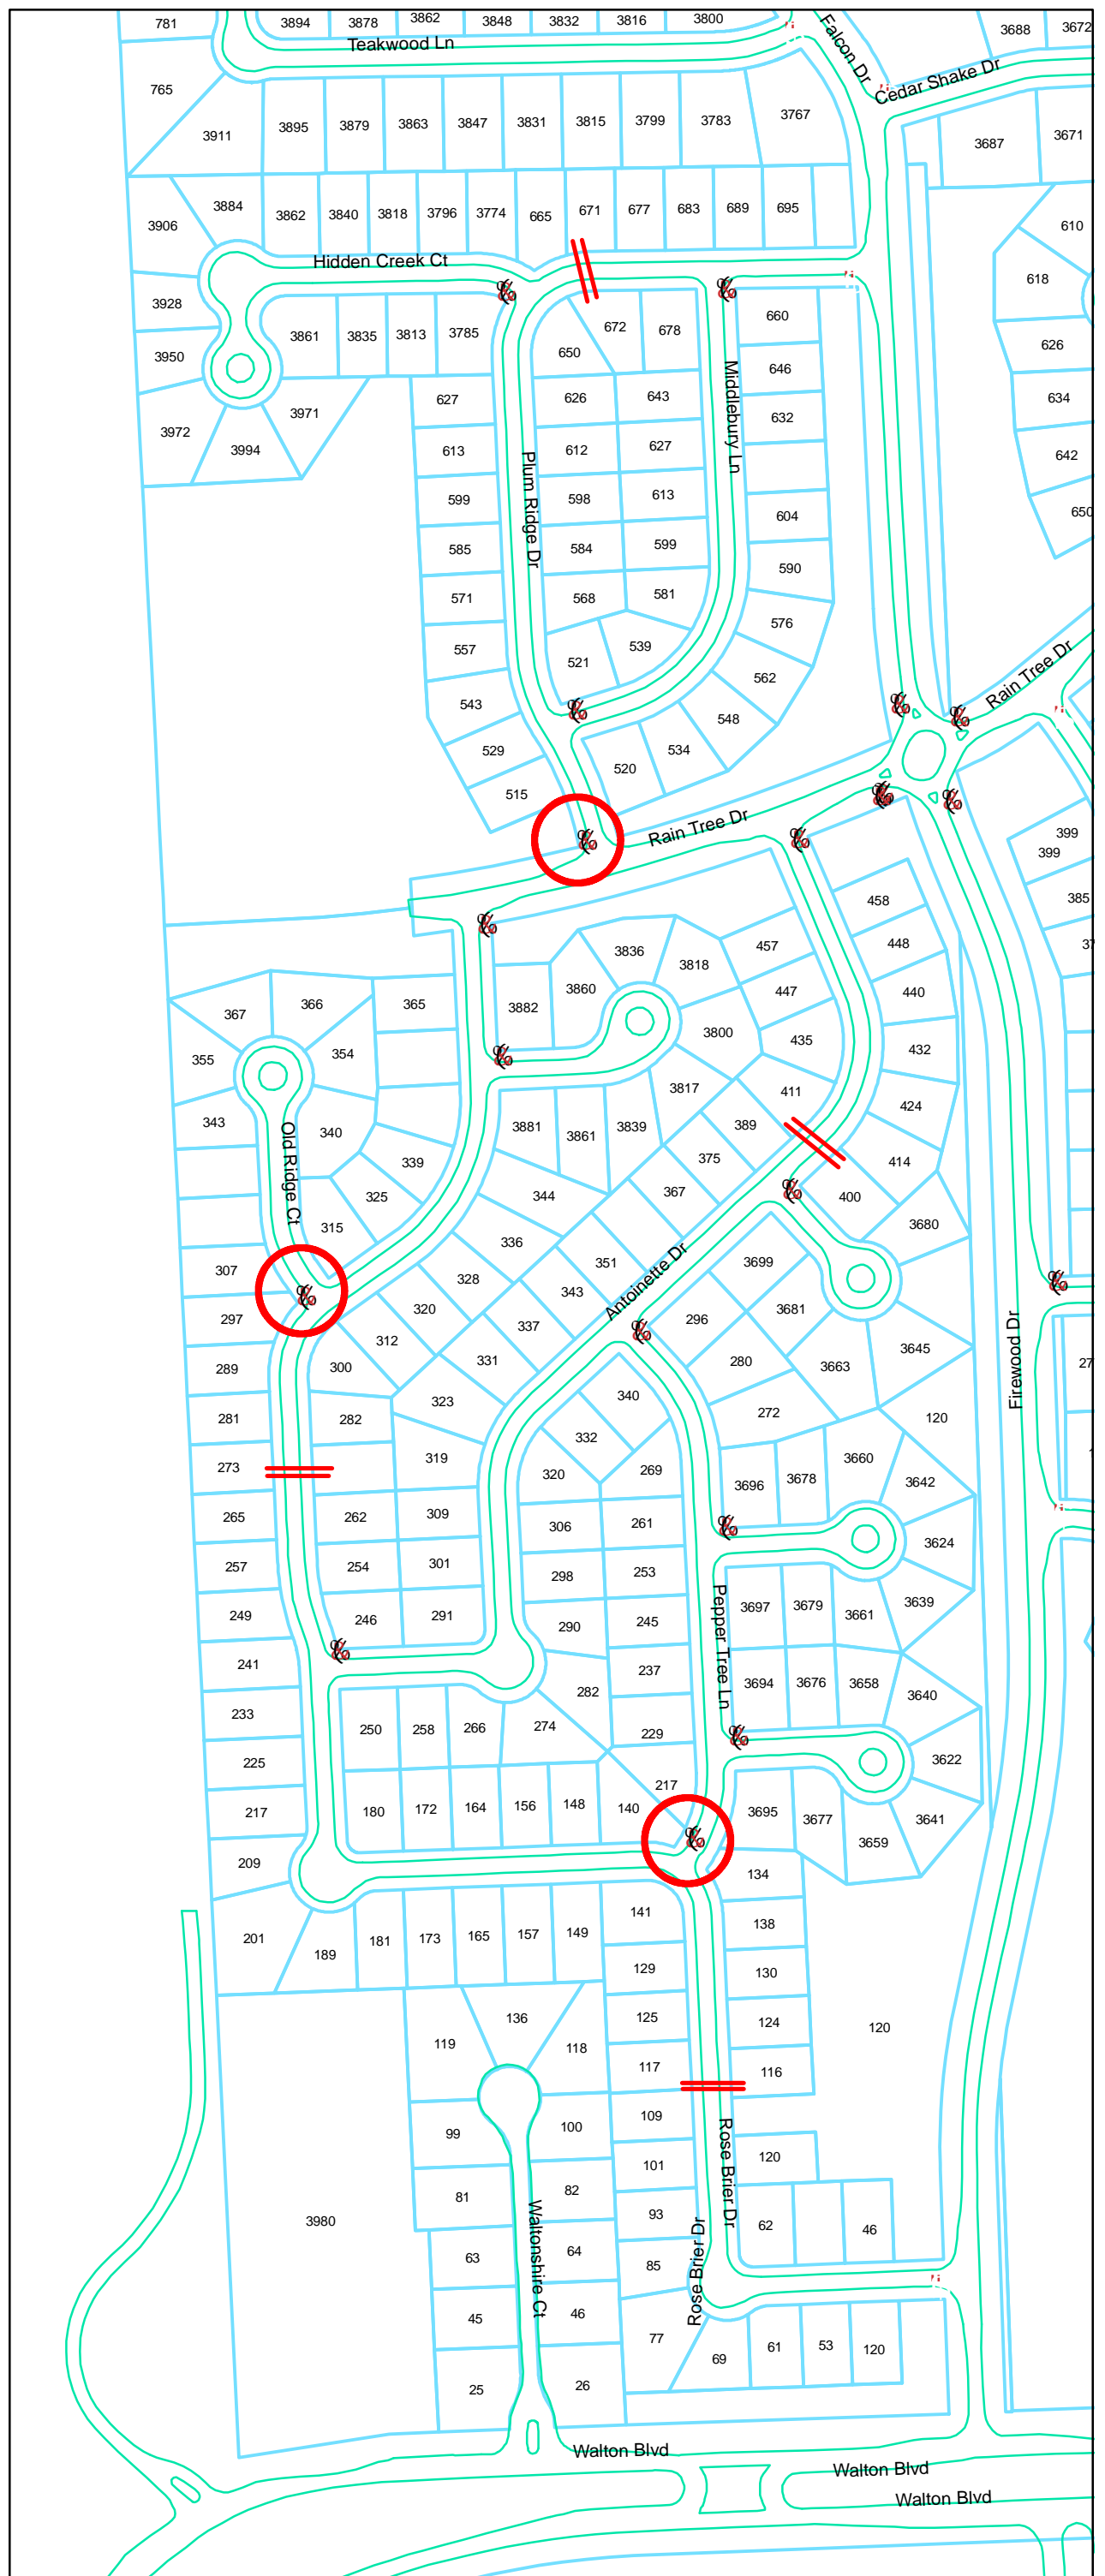 781 3894 3878 3862 3848 3832 3816 3800 3688 3672
Teakwood Ln
Falcon Dr
Cedar Shake Dr
765 3911 3895 3879 3863 3847 3831 3815 3799 3783 3767 3687 3671
3906 3884 3862 3840 3818 3796 3774 665 671 677 683 689 695 610
Hidden Creek Ct
3928 618
3950 3861 3835 3813 3785 650 672 678 660 626
Middlebury Ln
3972 3994 3971 627 626 643 646 634
613 612 627 632 642
Plum Ridge Dr
599 598 613 604 650
585 584 599 590
571 568 581 576
557 521 539 562
543 548
Rain Tree Dr
529 520 534
515
Rain Tree Dr
399
399
458 385
3836 3818 457 448
367 366 365 3882 3860 447 440
355 354 3800 435 432
343 340 3881 3861 3839 3817 411 424
Old Ridge Ct
339 389 414
325 344 375 400
315 336 367 3680
307 328 351 3699
Antoinette Dr
297 320 343 3681
289 312 337 296 3645
300 331 280 3663
Firewood Dr
281 282 323 340 272 120
273 319 332 3660
265 262 309 320 269 3696 3678 3642
257 254 301 306 261 3624
249 246 291 298 253 3697 3679 3661 3639
Pepper Tree Ln
241 290 245
233 282 237 3694 3676 3658 3640
225 250 258 266 274 229 3622
217 180 172 164 156 148 140 217 3695 3677 3641
209 3659
134
201 189 181 173 165 157 149 141 138
129 130
119 136 118 125 124 120
117 116
99 100 109
Rose Brier Dr
81 82 101 120
3980 93 62 46
Waltonshire Ct
63 64 85
Rose Brier Dr
45 46 77 69 61 53 120
25 26
Walton Blvd
Walton Blvd
Walton Blvd